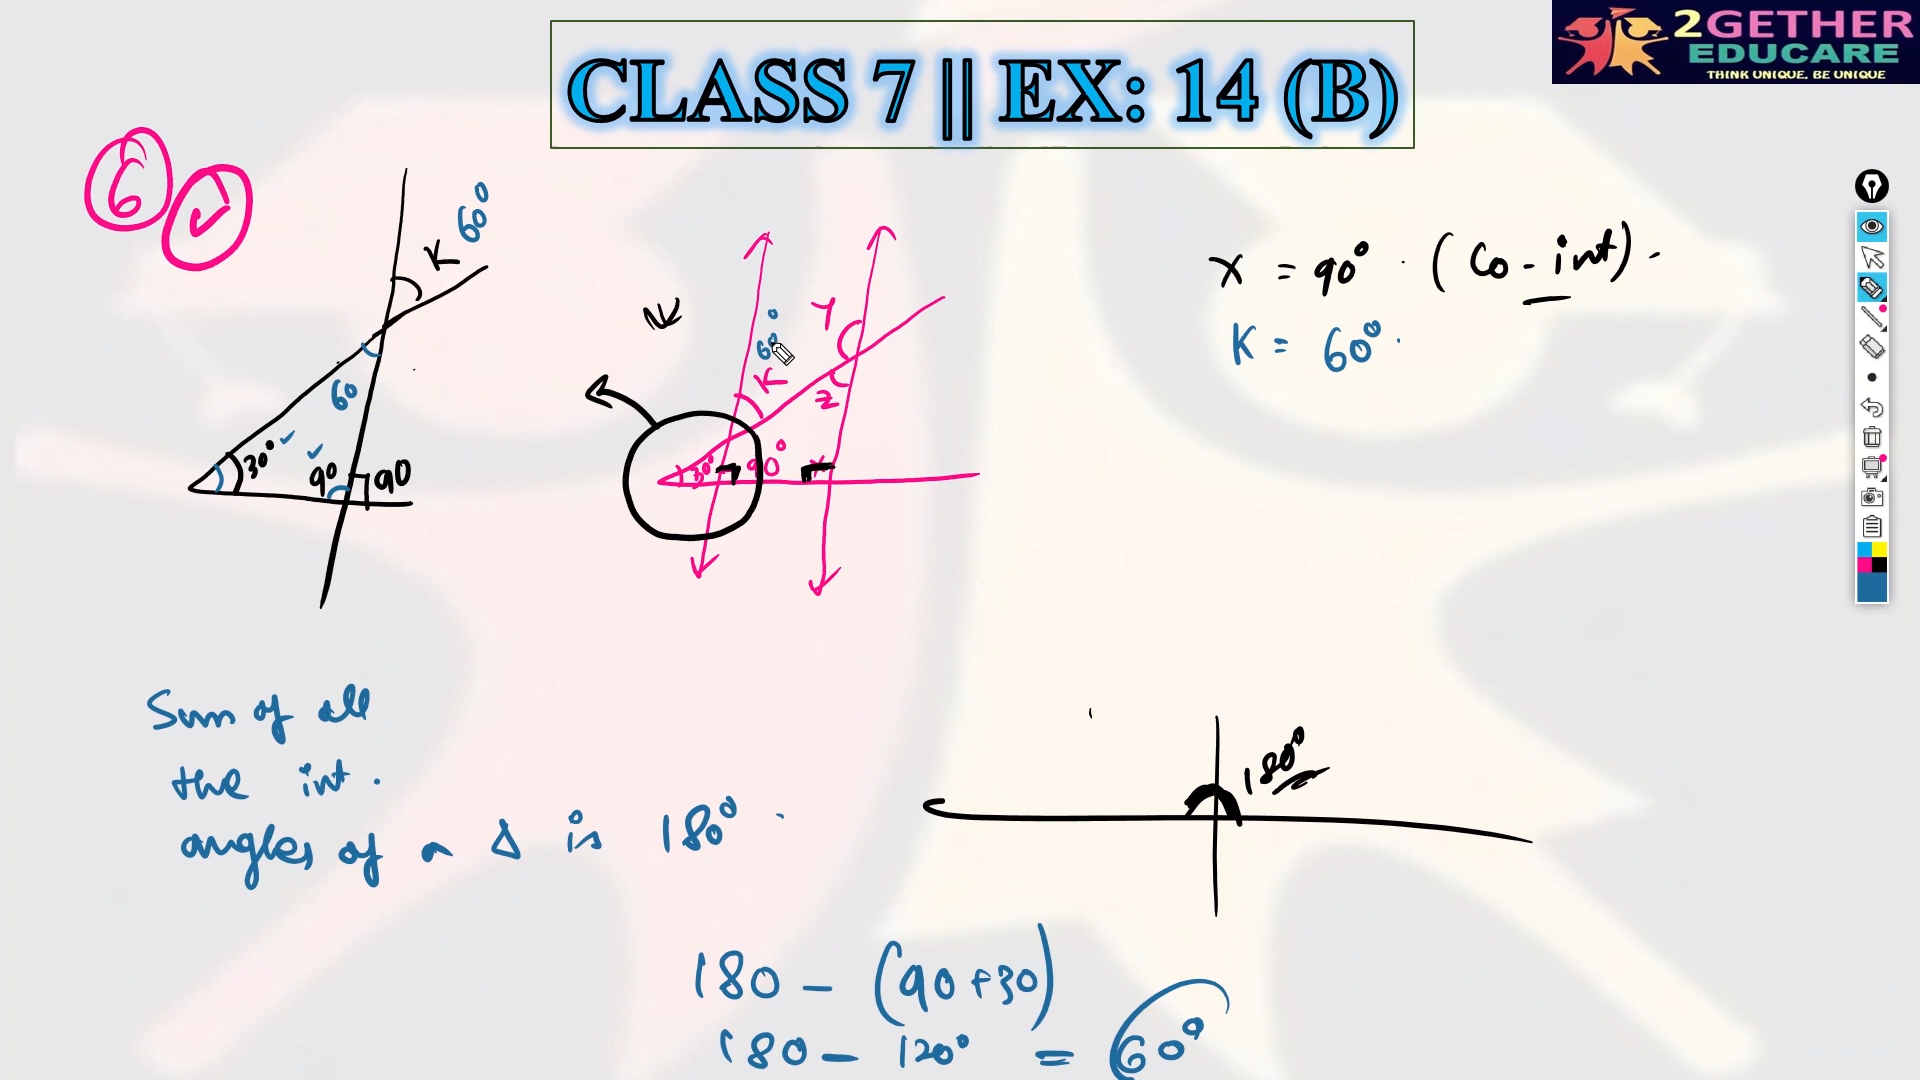 CLASS 7 || EX: 14 (B)
2GETHER
EDUCARE
THINK UNIQUE. BE UNIQUE
6
K 60°
60
30°
90 90
60°
K
Y
Z
30° 90° x
x = 90° . (Co-int).
K = 60°.
Sum of all
the int.
angles of a Δ is 180°.
180°
180 - (90+30)
180 - 120° = 60°